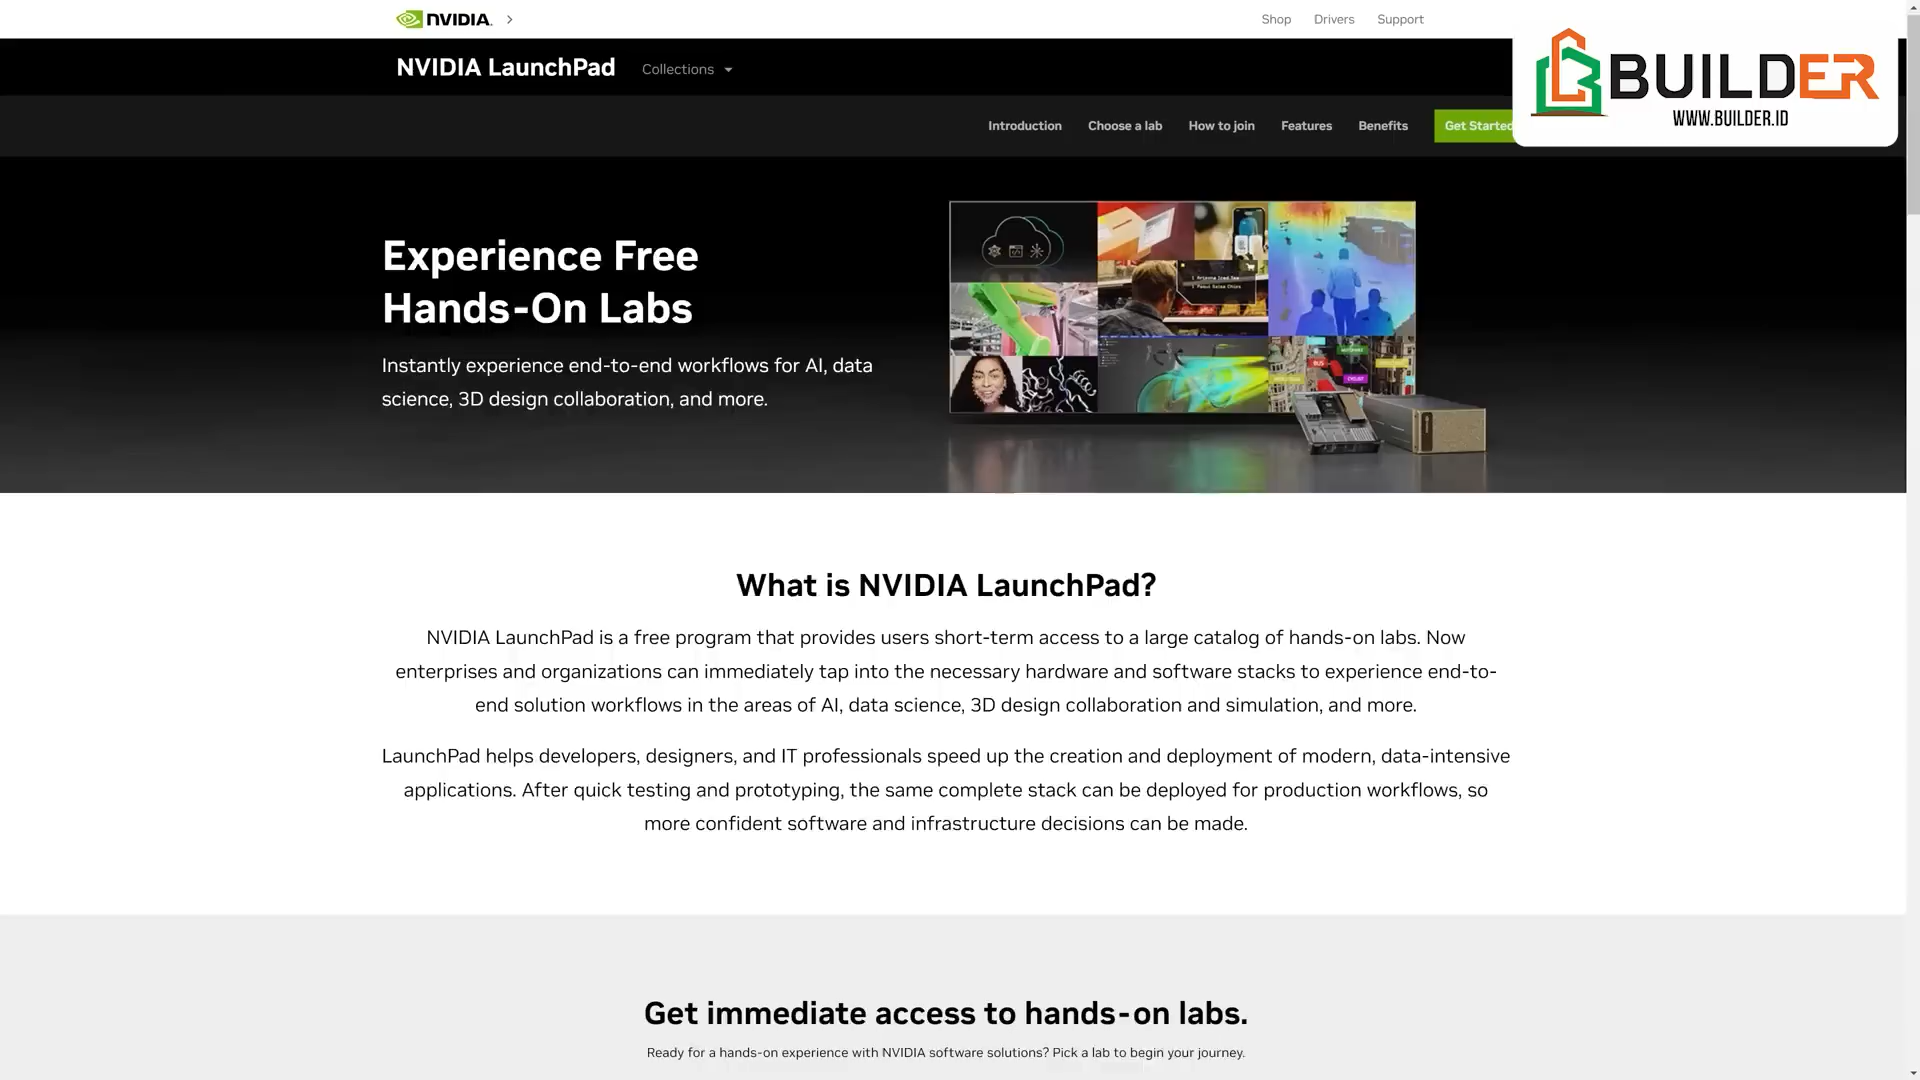 NVIDIA.
Shop
Drivers
Support
NVIDIA LaunchPad
Collections
BUILDER
WWW.BUILDER.ID
Introduction
Choose a lab
How to join
Features
Benefits
Get Started
Experience Free
Hands-On Labs
Instantly experience end-to-end workflows for AI, data
science, 3D design collaboration, and more.
BUS
CYCLIST
What is NVIDIA LaunchPad?
NVIDIA LaunchPad is a free program that provides users short-term access to a large catalog of hands-on labs. Now
enterprises and organizations can immediately tap into the necessary hardware and software stacks to experience end-to-
end solution workflows in the areas of AI, data science, 3D design collaboration and simulation, and more.
LaunchPad helps developers, designers, and IT professionals speed up the creation and deployment of modern, data-intensive
applications. After quick testing and prototyping, the same complete stack can be deployed for production workflows, so
more confident software and infrastructure decisions can be made.
Get immediate access to hands-on labs.
Ready for a hands-on experience with NVIDIA software solutions? Pick a lab to begin your journey.